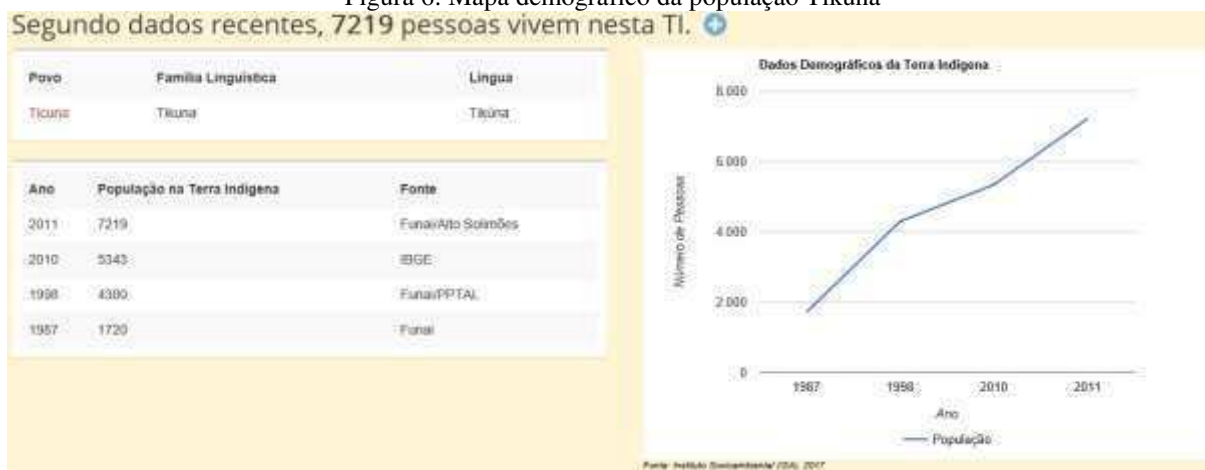 Figura 6: Mapa demográfico da população Tikuna
Segundo dados recentes, 7219 pessoas vivem nesta TI.
Povo Família Linguística Língua
Ticuna Tikuna Tikúna
Ano População na Terra Indígena Fonte
2011 7219 Funai/Alto Solimões
2010 5343 IBGE
1998 4300 Funai/PPTAL
1987 1720 Funai
Dados Demográficos da Terra Indígena
8.000
6.000
4.000
2.000
0
Número de Pessoas
1987 1998 2010 2011
Ano
População
Fonte: Instituto Socioambiental (ISA), 2017